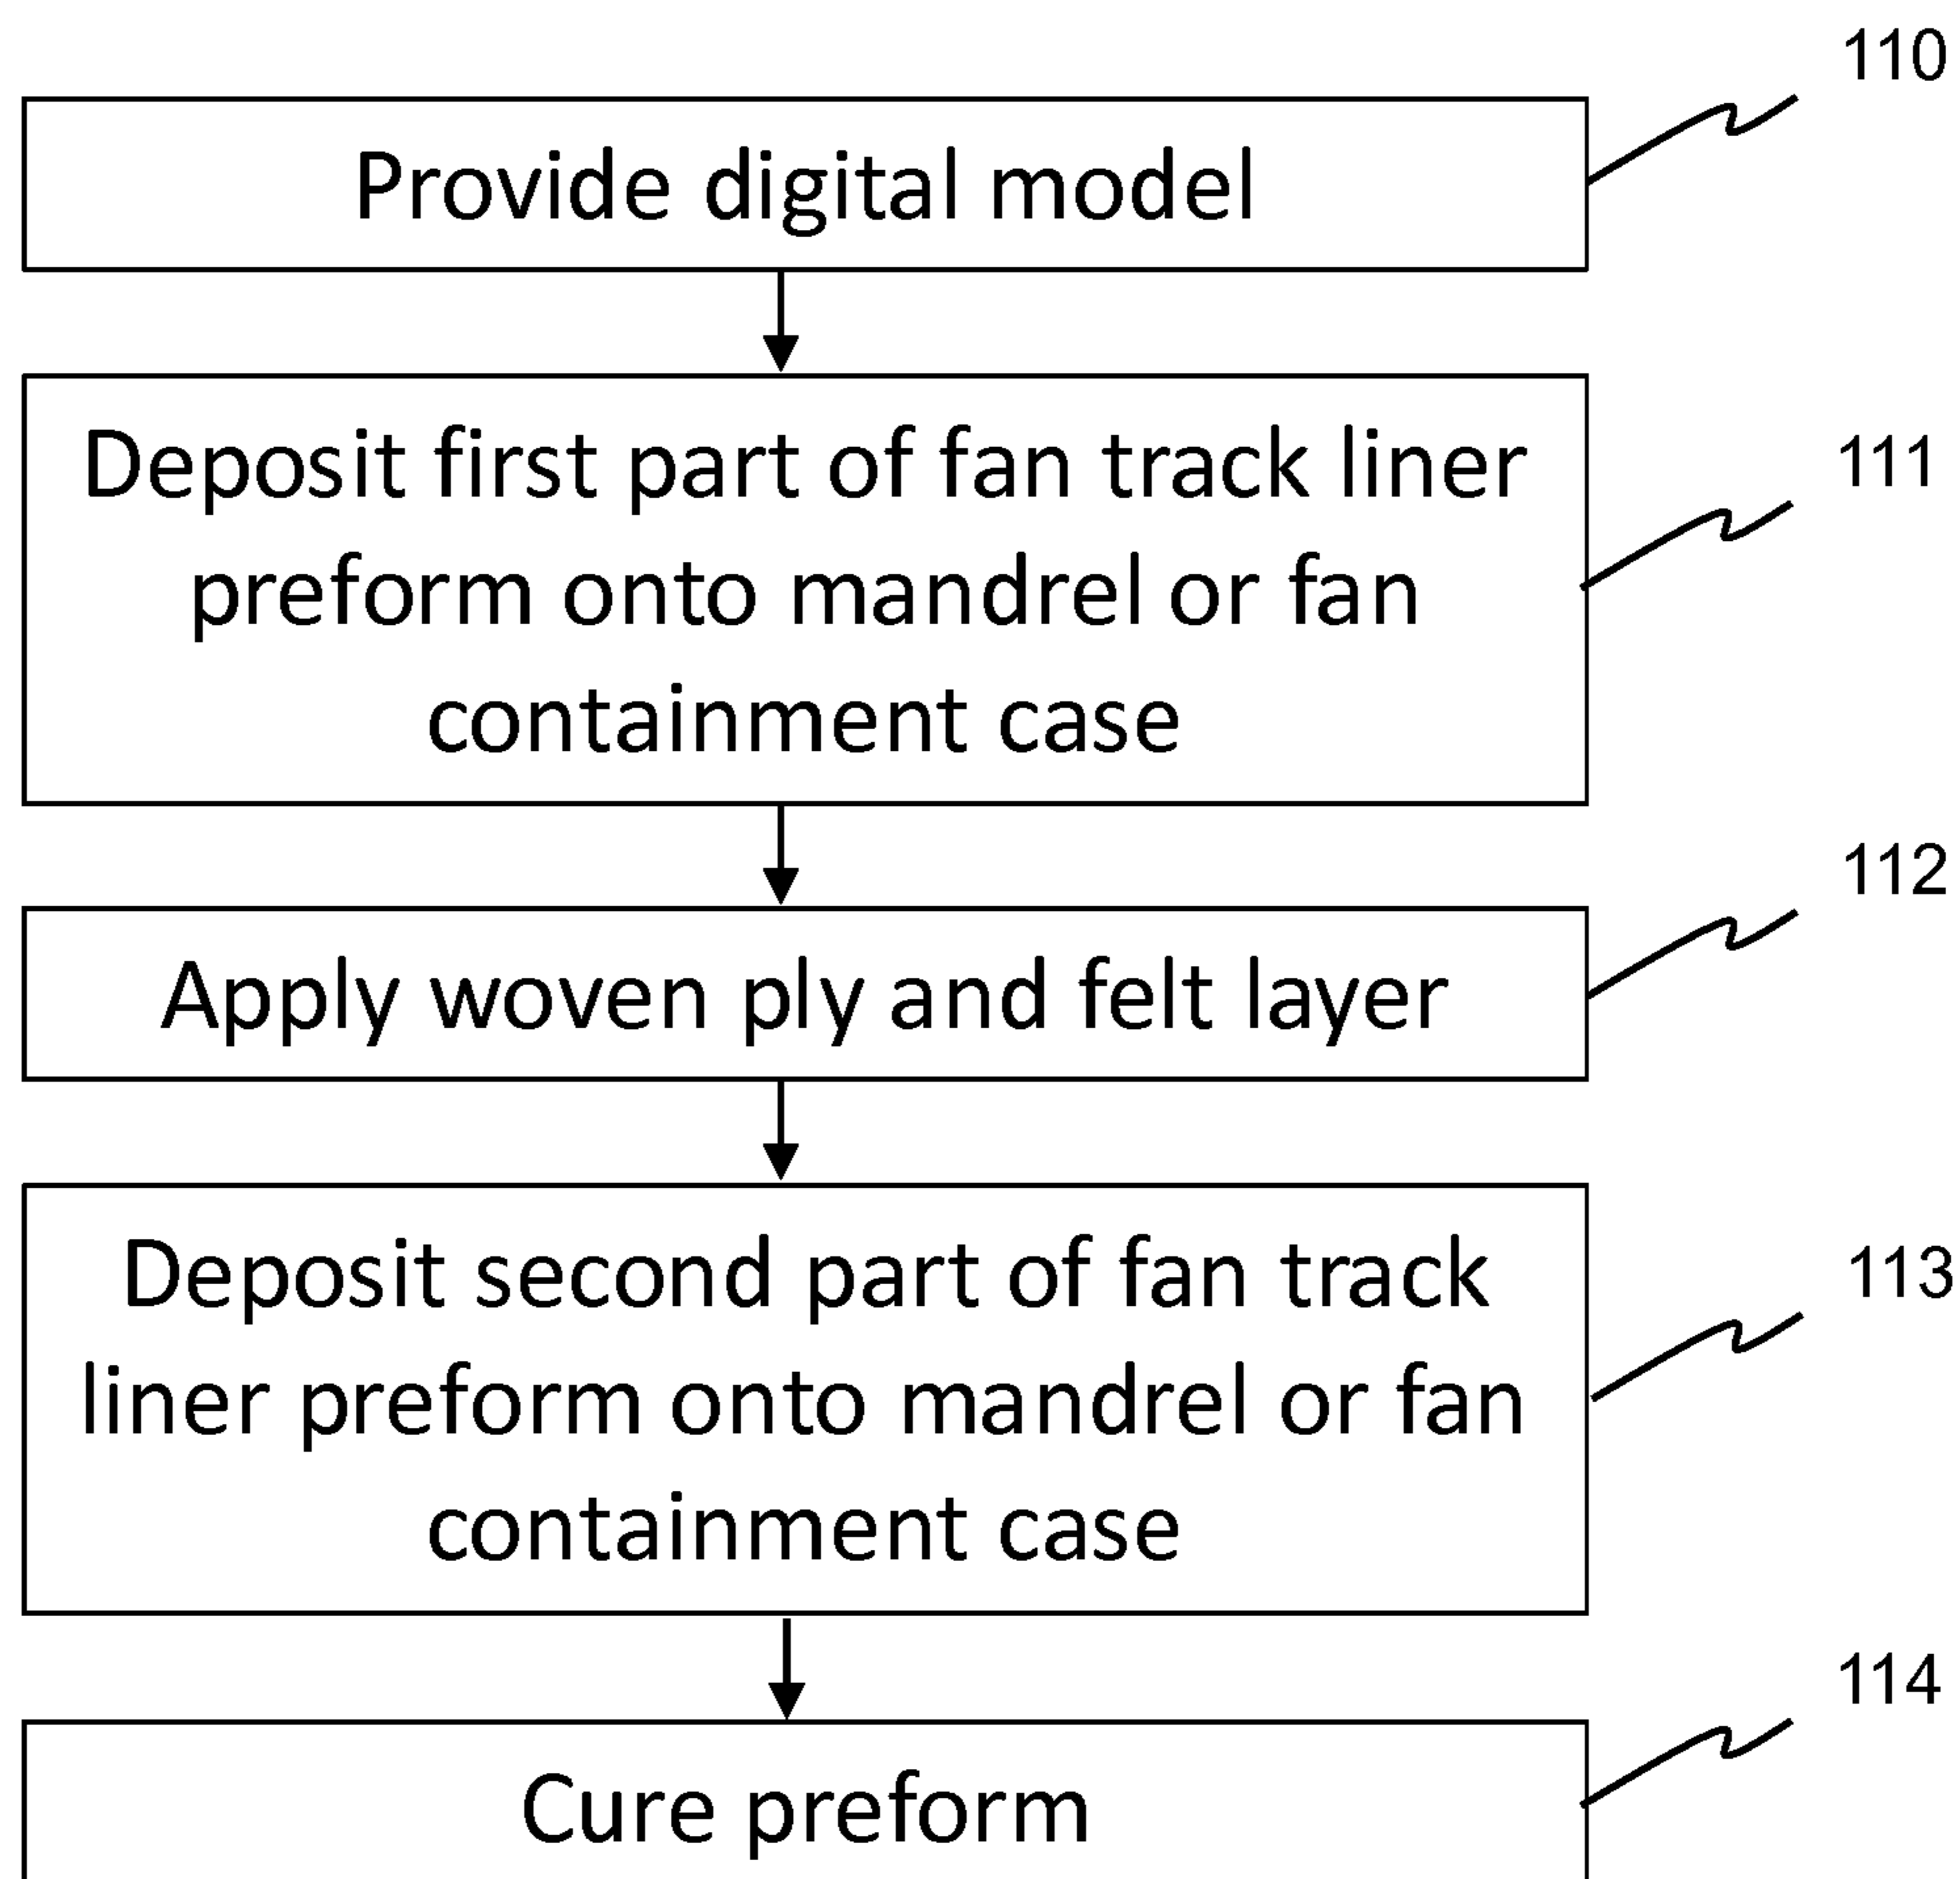 110
Provide digital model
111
Deposit first part of fan track liner
preform onto mandrel or fan
containment case
112
Apply woven ply and felt layer
113
Deposit second part of fan track
liner preform onto mandrel or fan
containment case
114
Cure preform